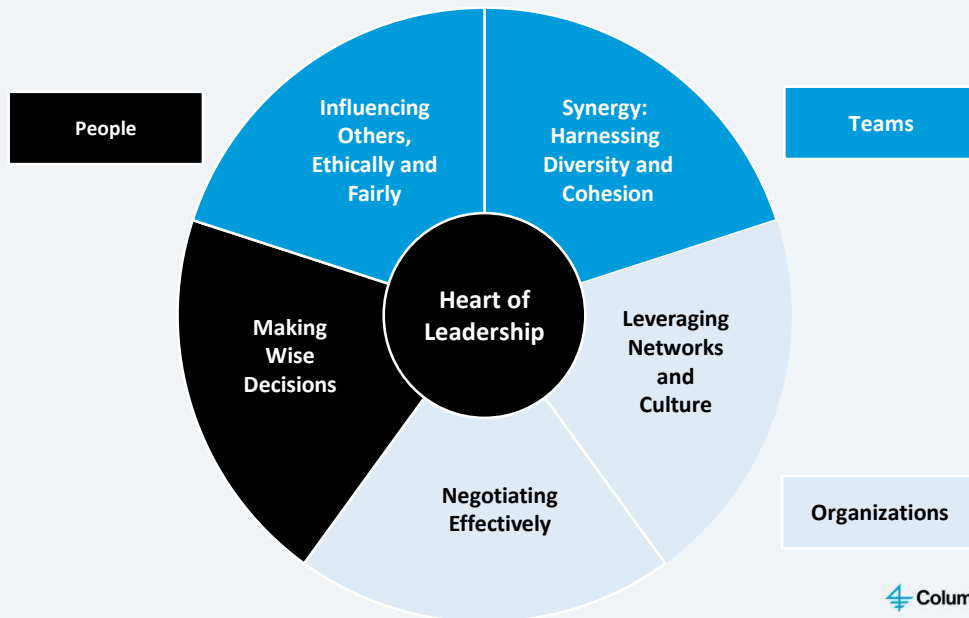 People
Influencing
Others,
Ethically and
Fairly
Synergy:
Harnessing
Diversity and
Cohesion
Teams
Heart of
Leadership
Making
Wise
Decisions
Leveraging
Networks
and
Culture
Negotiating
Effectively
Organizations
Colum